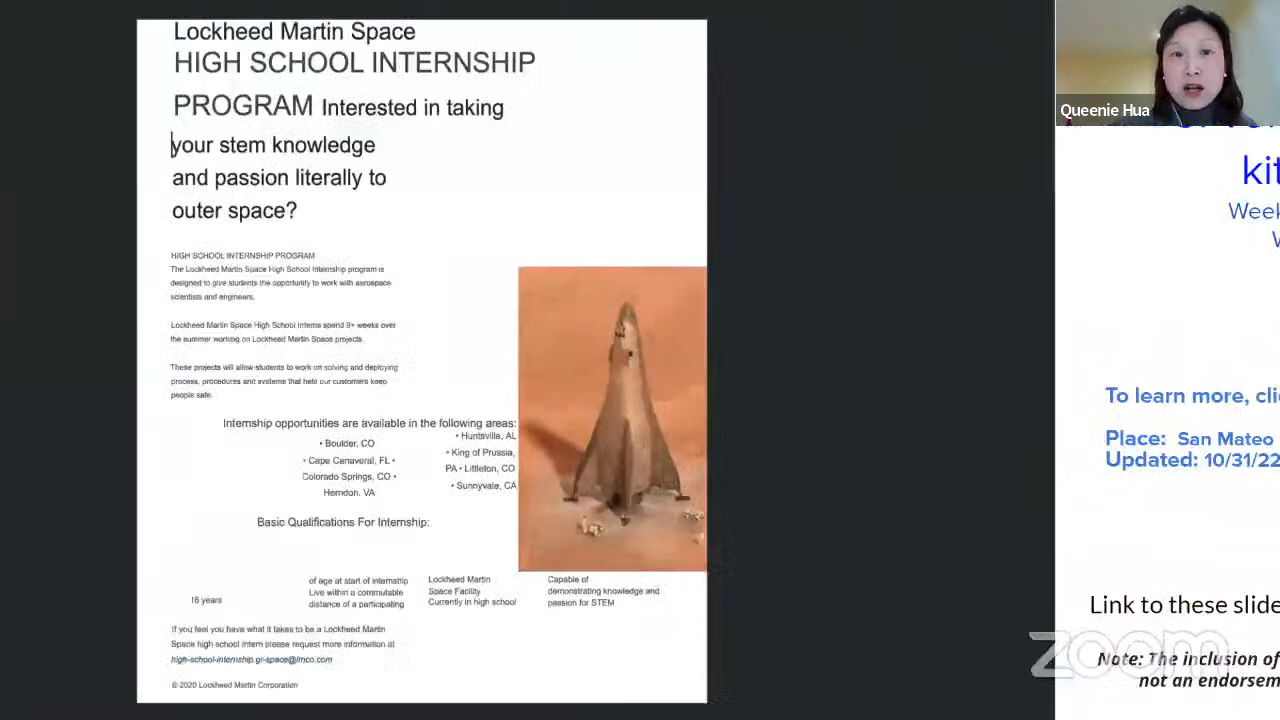 Lockheed Martin Space
HIGH SCHOOL INTERNSHIP
PROGRAM Interested in taking
your stem knowledge
and passion literally to
outer space?
HIGH SCHOOL INTERNSHIP PROGRAM
The Lockheed Martin Space High School Internship program is
designed to give students the opportunity to work with aerospace
scientists and engineers.
Lockheed Martin Space High School Interns spend 9+ weeks over
the summer working on Lockheed Martin Space projects.
These projects will allow students to work on solving and deploying
process, procedures and systems that help our customers keep
people safe.
Internship opportunities are available in the following areas:
• Boulder, CO
• Cape Canaveral, FL •
Colorado Springs, CO •
Herndon, VA
• Huntsville, AL
• King of Prussia,
PA • Littleton, CO
• Sunnyvale, CA
Basic Qualifications For Internship:
16 years
of age at start of internship
Live within a commutable
distance of a participating
Lockheed Martin
Space Facility
Currently in high school
Capable of
demonstrating knowledge and
passion for STEM
If you feel you have what it takes to be a Lockheed Martin
Space high school intern please request more information at
high-school-internship.gr-space@lmco.com
© 2020 Lockheed Martin Corporation
Queenie Hua
kit
Week
W
To learn more, cli
Place: San Mateo
Updated: 10/31/22
Link to these slide
zoom
Note: The inclusion of
not an endorsem